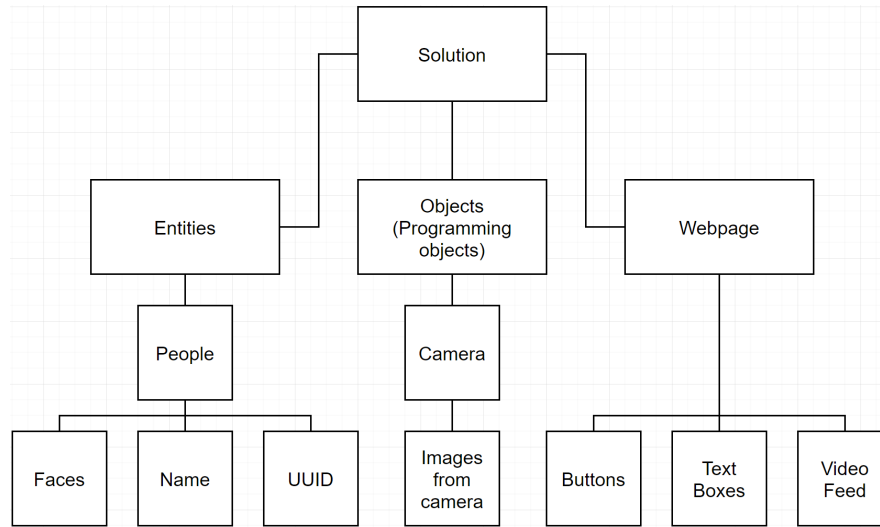 Solution
Entities
Objects
(Programming
objects)
Webpage
People
Camera
Faces
Name
UUID
Images
from
camera
Buttons
Text
Boxes
Video
Feed